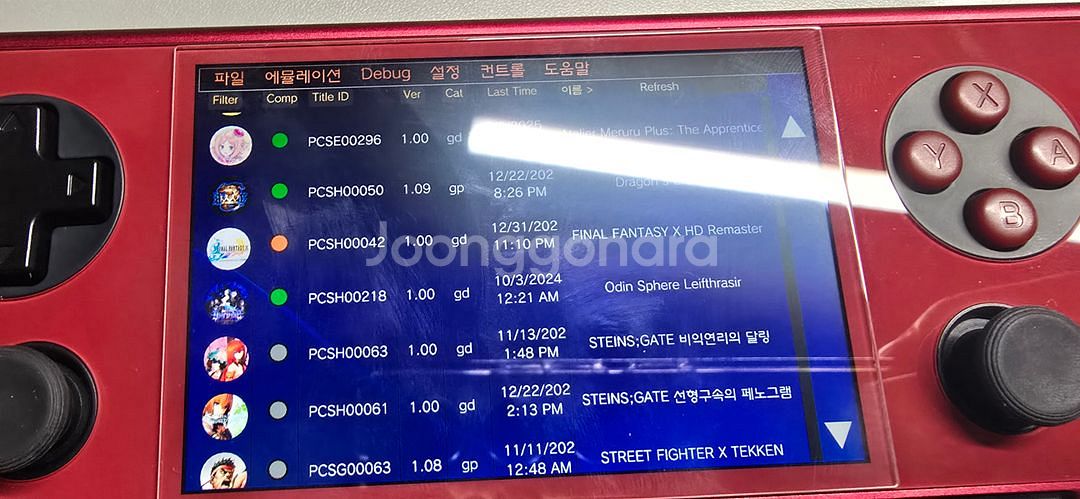 파일 에뮬레이션 Debug 설정 컨트롤 도움말
Filter Comp Title ID Ver Cat Last Time 이름 > Refresh
PCSE00296 1.00 gd Meruru Plus: The Apprentice
PCSH00050 1.09 gp 12/22/202 8:26 PM Dragon's
PCSH00042 1.00 gd 12/31/202 11:10 PM FINAL FANTASY X HD Remaster
PCSH00218 1.00 gd 10/3/2024 12:21 AM Odin Sphere Leifthrasir
PCSH00063 1.00 gd 11/13/202 1:48 PM STEINS;GATE 비익연리의 달링
PCSH00061 1.00 gd 12/22/202 2:13 PM STEINS;GATE 선형구속의 페노그램
PCSG00063 1.08 gp 11/11/202 12:48 AM STREET FIGHTER X TEKKEN
X
Y
A
B
Joonggonara